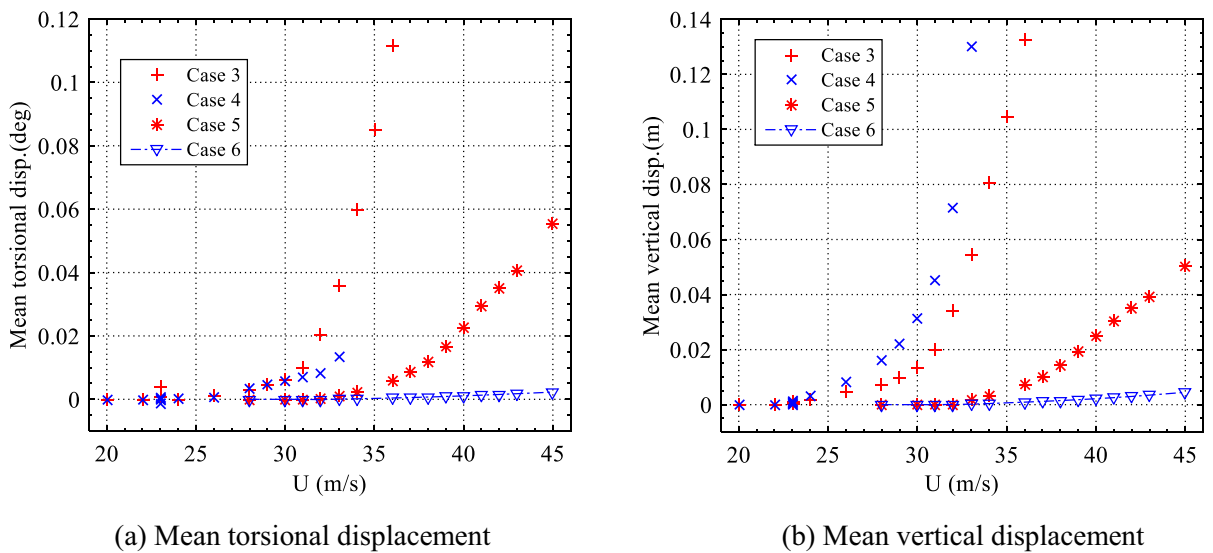 0.12
0.1
0.08
0.06
0.04
0.02
0
Mean torsional disp.(deg)
Case 3
Case 4
Case 5
Case 6
20 25 30 35 40 45
U (m/s)
(a) Mean torsional displacement
0.14
0.12
0.1
0.08
0.06
0.04
0.02
0
Mean vertical disp.(m)
Case 3
Case 4
Case 5
Case 6
20 25 30 35 40 45
U (m/s)
(b) Mean vertical displacement